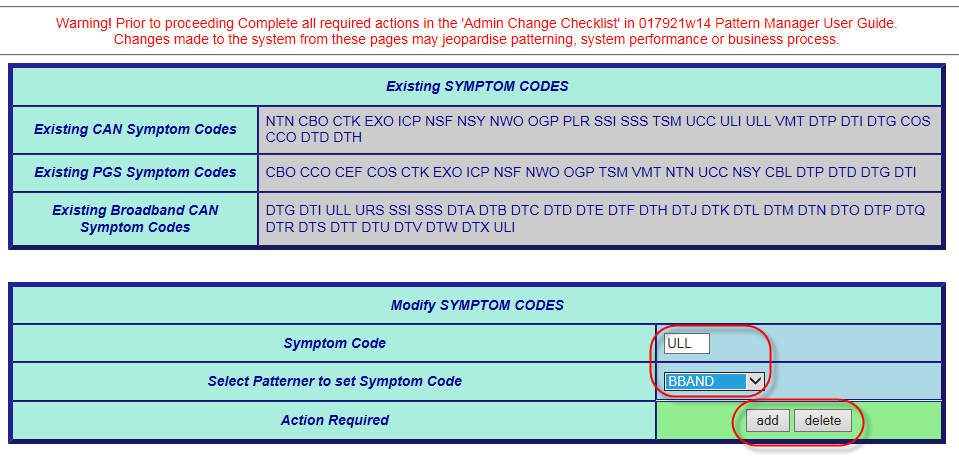 Warning! Prior to proceeding Complete all required actions in the 'Admin Change Checklist' in 017921w14 Pattern Manager User Guide.
Changes made to the system from these pages may jeopardise patterning, system performance or business process.
Existing SYMPTOM CODES
Existing CAN Symptom Codes
NTN CBO CTK EXO ICP NSF NSY NWO OGP PLR SSI SSS TSM UCC ULI ULL VMT DTP DTI DTG COS
CCO DTD DTH
Existing PGS Symptom Codes
CBO CCO CEF COS CTK EXO ICP NSF NWO OGP TSM VMT NTN UCC NSY CBL DTP DTD DTG DTI
Existing Broadband CAN
Symptom Codes
DTG DTI ULL URS SSI SSS DTA DTB DTC DTD DTE DTF DTH DTJ DTK DTL DTM DTN DTO DTP DTQ
DTR DTS DTT DTU DTV DTW DTX ULI
Modify SYMPTOM CODES
Symptom Code
ULL
Select Patterner to set Symptom Code
BBAND
Action Required
add delete